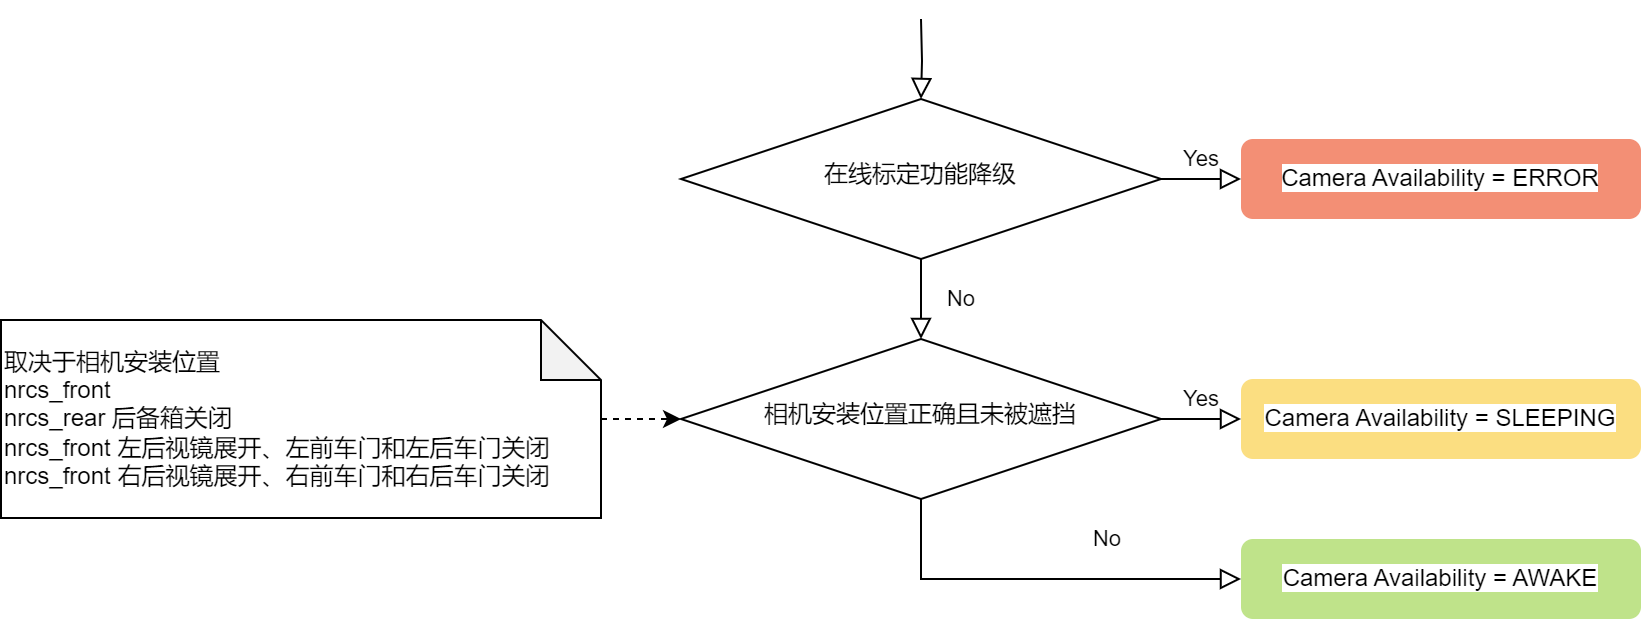 在线标定功能降级
Yes
Camera Availability = ERROR
No
取决于相机安装位置
nrcs_front
nrcs_rear 后备箱关闭
nrcs_front 左后视镜展开、左前车门和左后车门关闭
nrcs_front 右后视镜展开、右前车门和右后车门关闭
相机安装位置正确且未被遮挡
Yes
Camera Availability = SLEEPING
No
Camera Availability = AWAKE